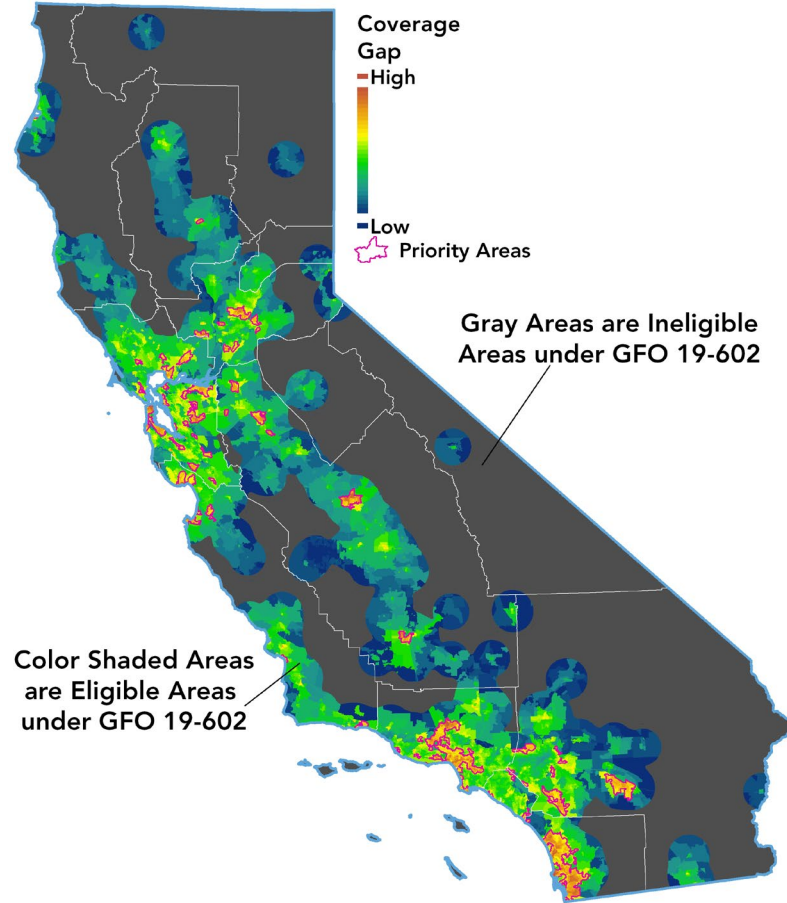 Coverage
Gap
High
Low
Priority Areas
Gray Areas are Ineligible
Areas under GFO 19-602
Color Shaded Areas
are Eligible Areas
under GFO 19-602